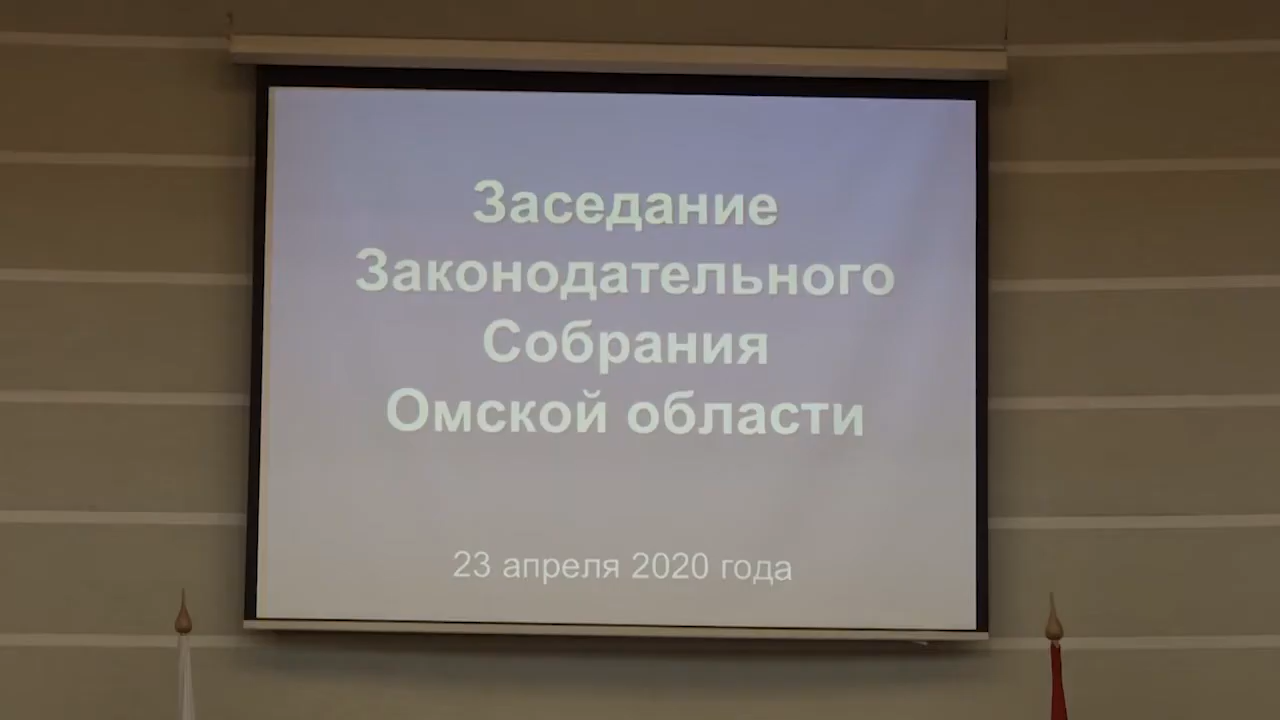 Заседание
Законодательного
Собрания
Омской области
23 апреля 2020 года